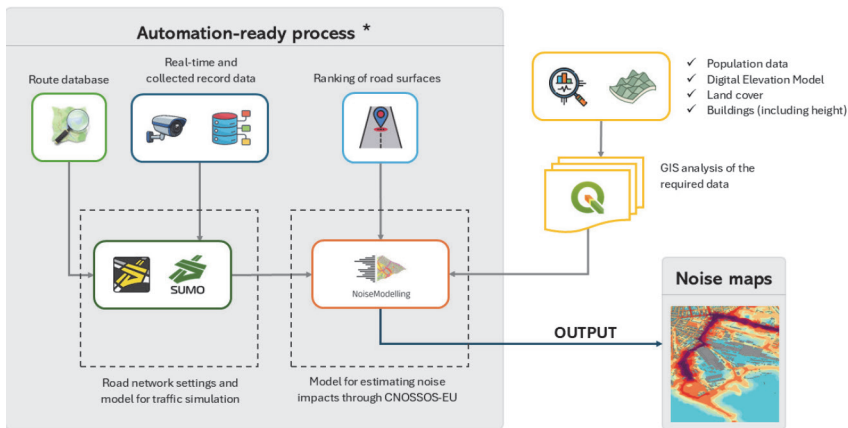 Automation-ready process *
Route database
Real-time and
collected record data
Ranking of road surfaces
✓ Population data
✓ Digital Elevation Model
✓ Land cover
✓ Buildings (including height)
GIS analysis of the
required data
SUMO
NoiseModelling
Road network settings and
model for traffic simulation
Model for estimating noise
impacts through CNOSSOS-EU
OUTPUT
Noise maps